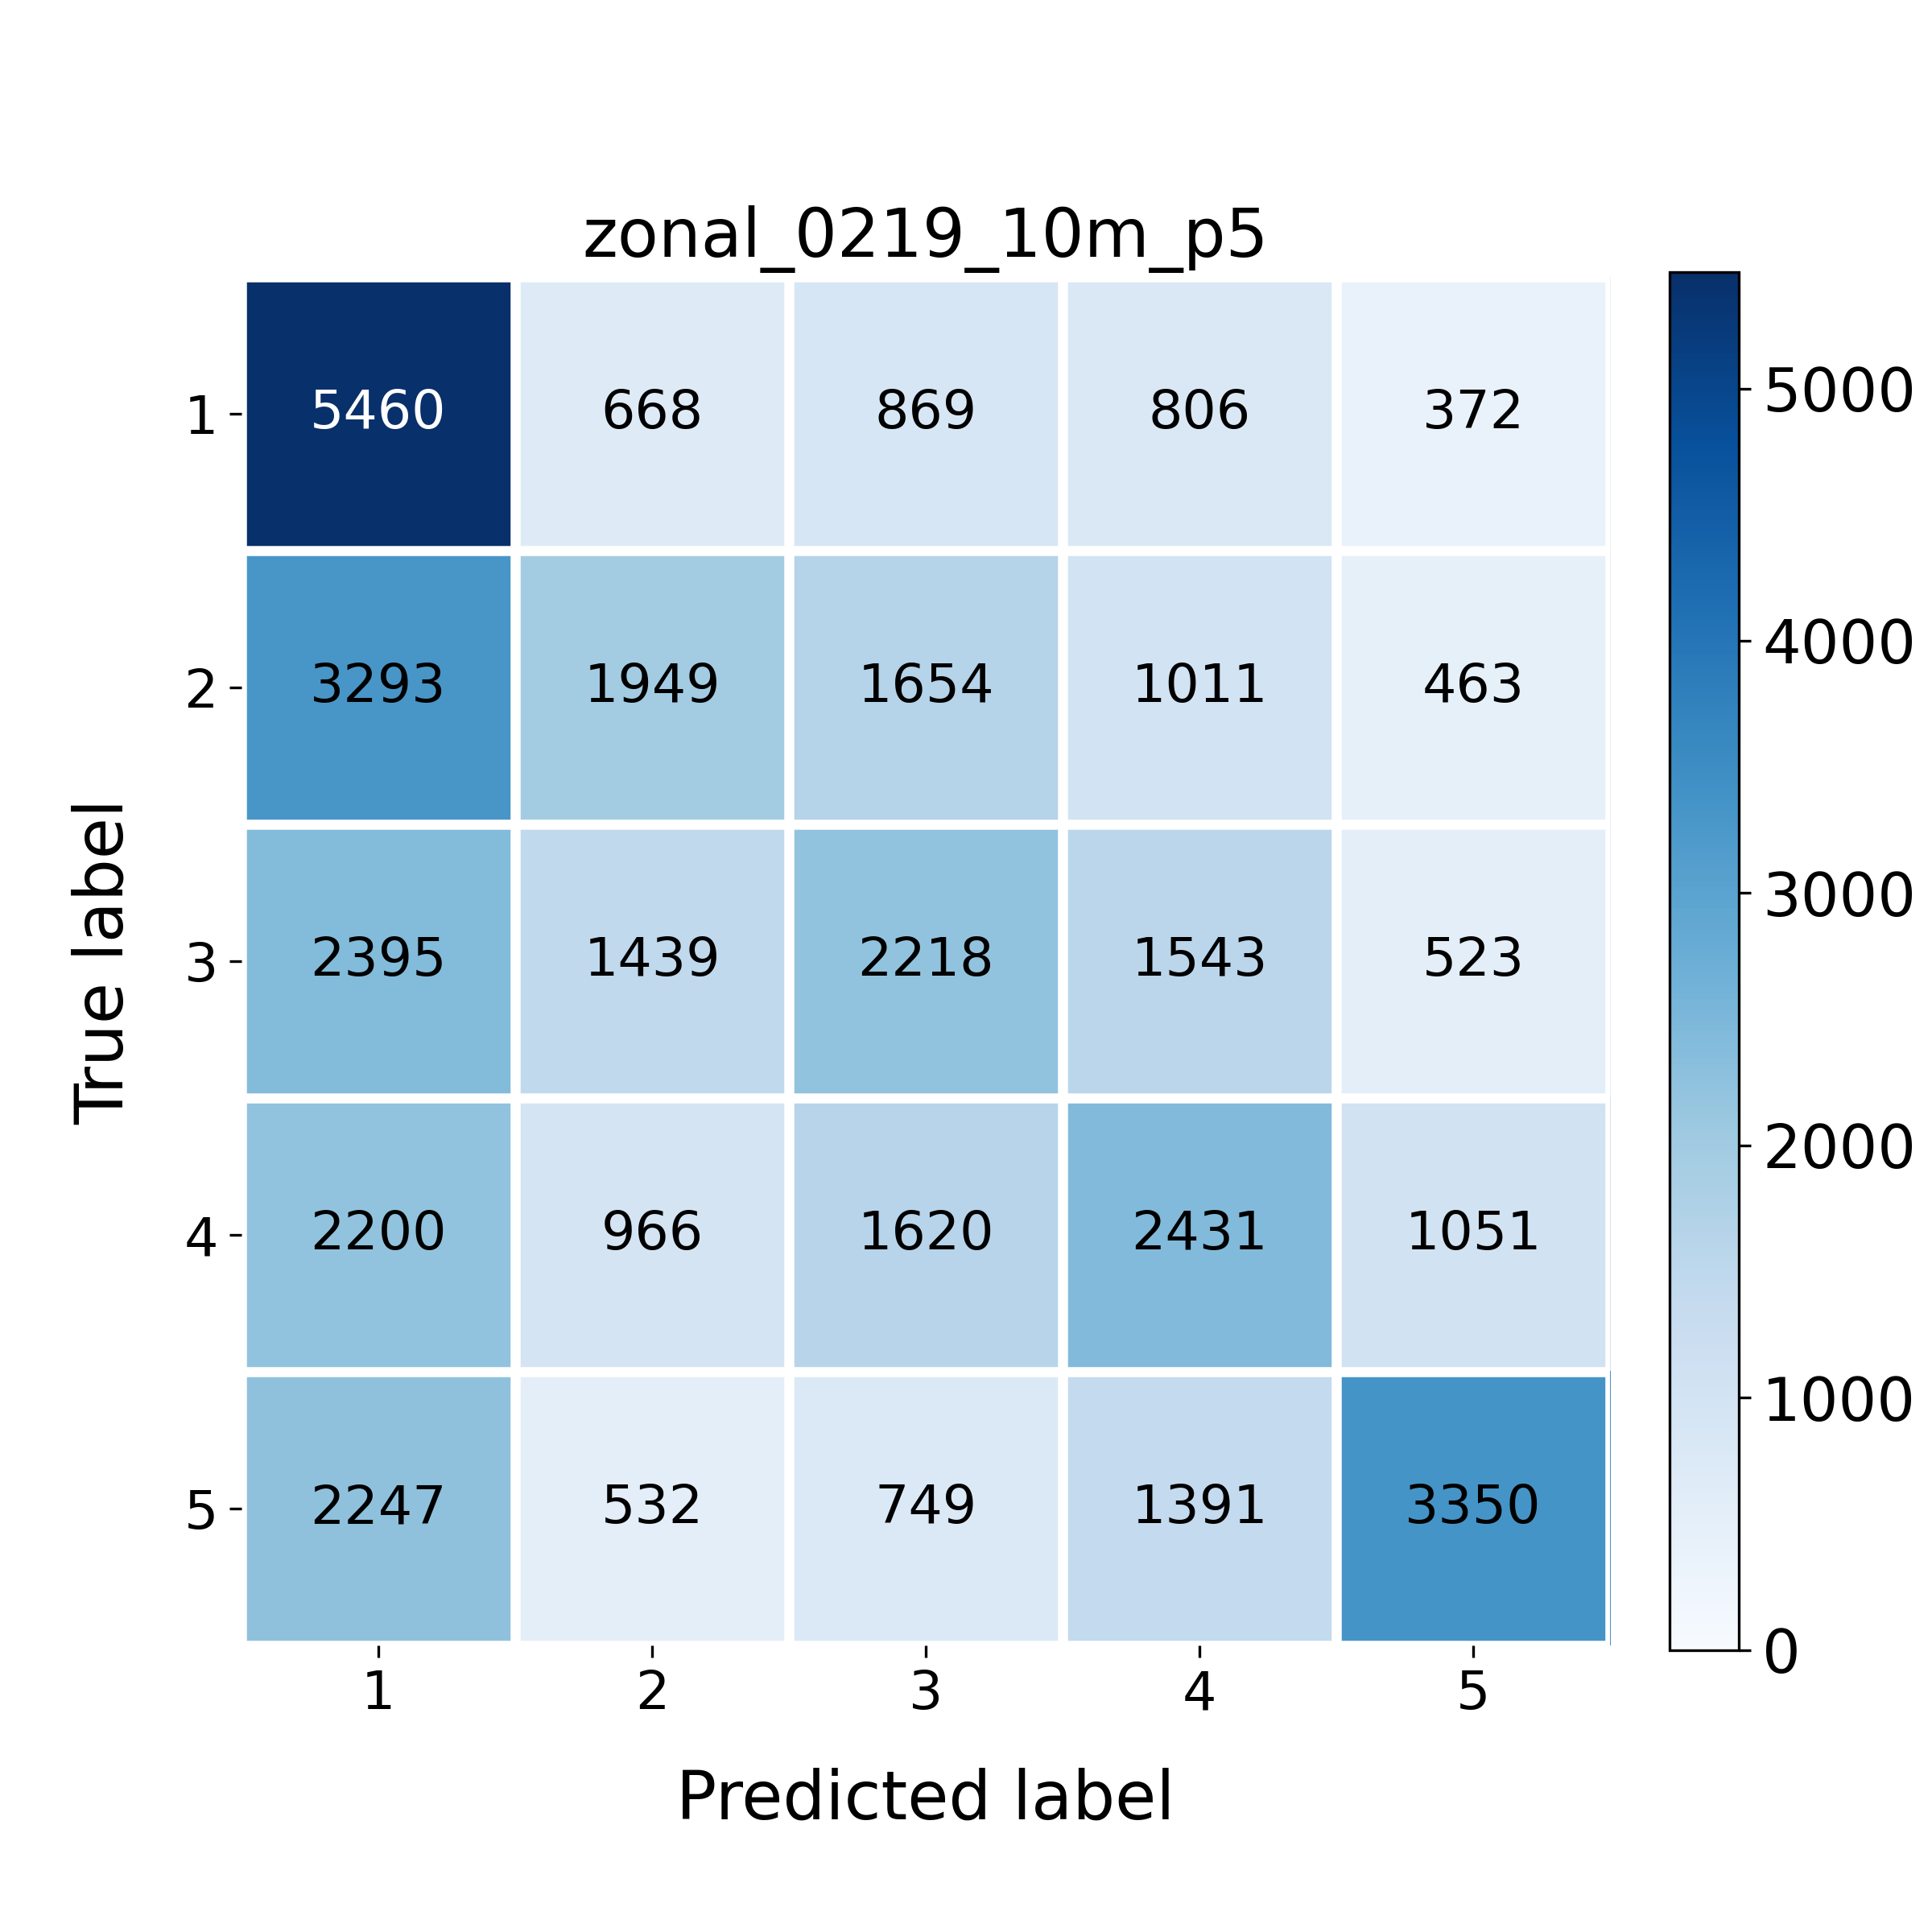 zonal_0219_10m_p5
1 5460 668 869 806 372
2 3293 1949 1654 1011 463
3 2395 1439 2218 1543 523
4 2200 966 1620 2431 1051
5 2247 532 749 1391 3350
1 2 3 4 5
Predicted label
True label
5000
4000
3000
2000
1000
0